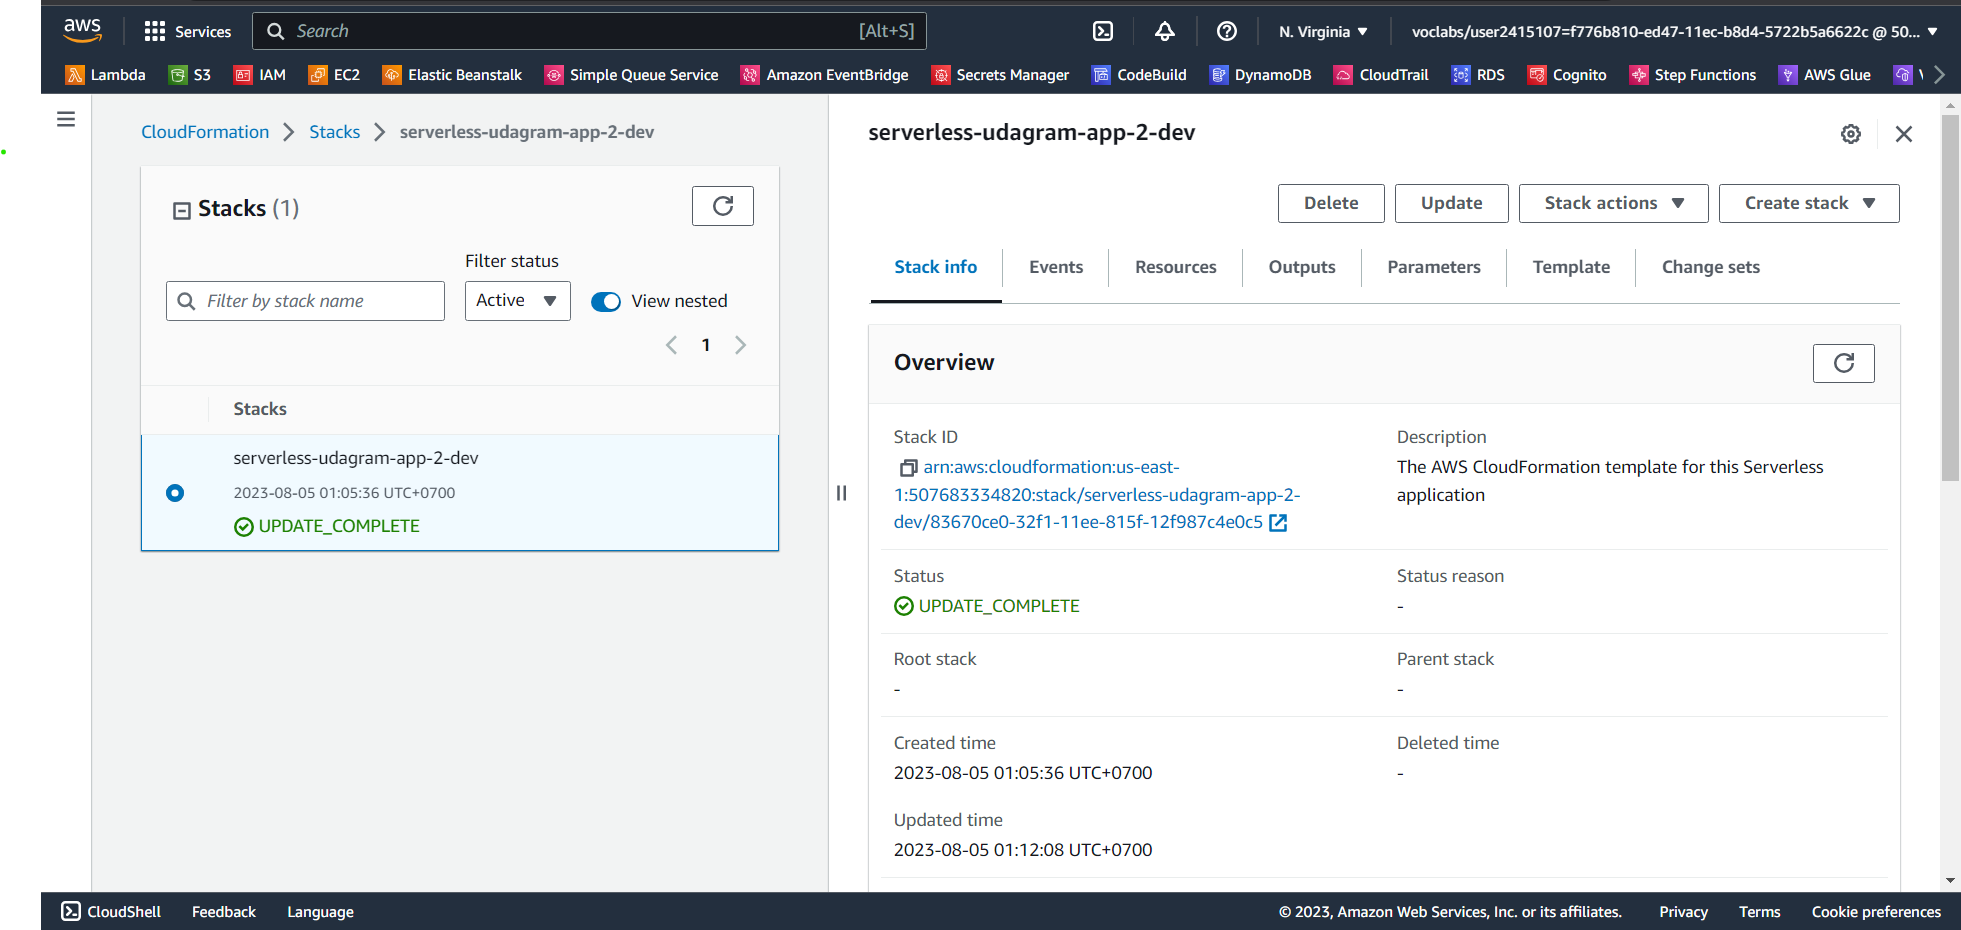 aws
Services
Search
[Alt+S]
N. Virginia
voclabs/user2415107=f776b810-ed47-11ec-b8d4-5722b5a6622c @ 50...
Lambda
S3
IAM
EC2
Elastic Beanstalk
Simple Queue Service
Amazon EventBridge
Secrets Manager
CodeBuild
DynamoDB
CloudTrail
RDS
Cognito
Step Functions
AWS Glue
CloudFormation
Stacks
serverless-udagram-app-2-dev
Stacks (1)
Filter status
Filter by stack name
Active
View nested
1
Stacks
serverless-udagram-app-2-dev
2023-08-05 01:05:36 UTC+0700
UPDATE_COMPLETE
serverless-udagram-app-2-dev
Delete
Update
Stack actions
Create stack
Stack info
Events
Resources
Outputs
Parameters
Template
Change sets
Overview
Stack ID
arn:aws:cloudformation:us-east-
1:507683334820:stack/serverless-udagram-app-2-
dev/83670ce0-32f1-11ee-815f-12f987c4e0c5
Description
The AWS CloudFormation template for this Serverless
application
Status
UPDATE_COMPLETE
Status reason
-
Root stack
-
Parent stack
-
Created time
2023-08-05 01:05:36 UTC+0700
Deleted time
-
Updated time
2023-08-05 01:12:08 UTC+0700
CloudShell
Feedback
Language
© 2023, Amazon Web Services, Inc. or its affiliates.
Privacy
Terms
Cookie preferences